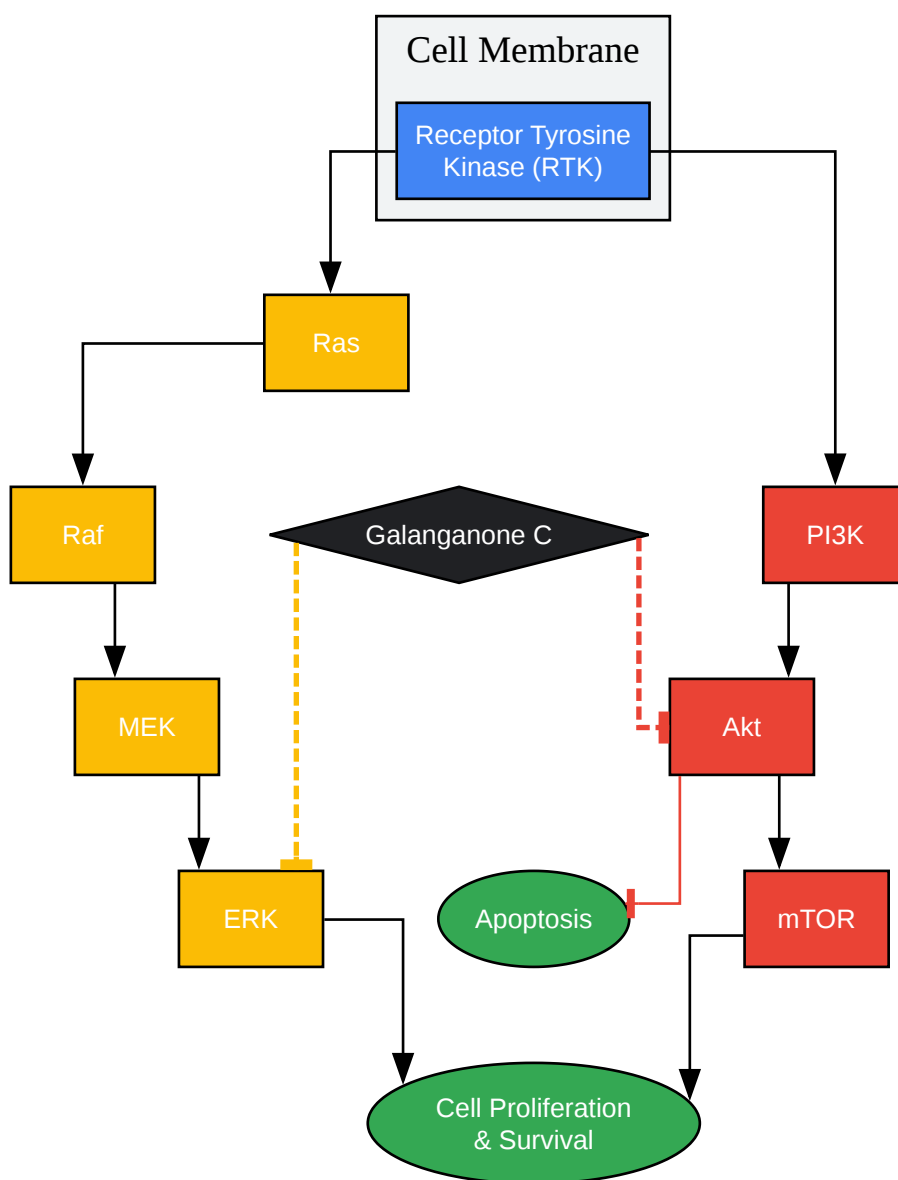 Cell Membrane
Receptor Tyrosine
Kinase (RTK)
Ras
Raf
Galanganone C
PI3K
MEK
Akt
ERK
Apoptosis
mTOR
Cell Proliferation
& Survival